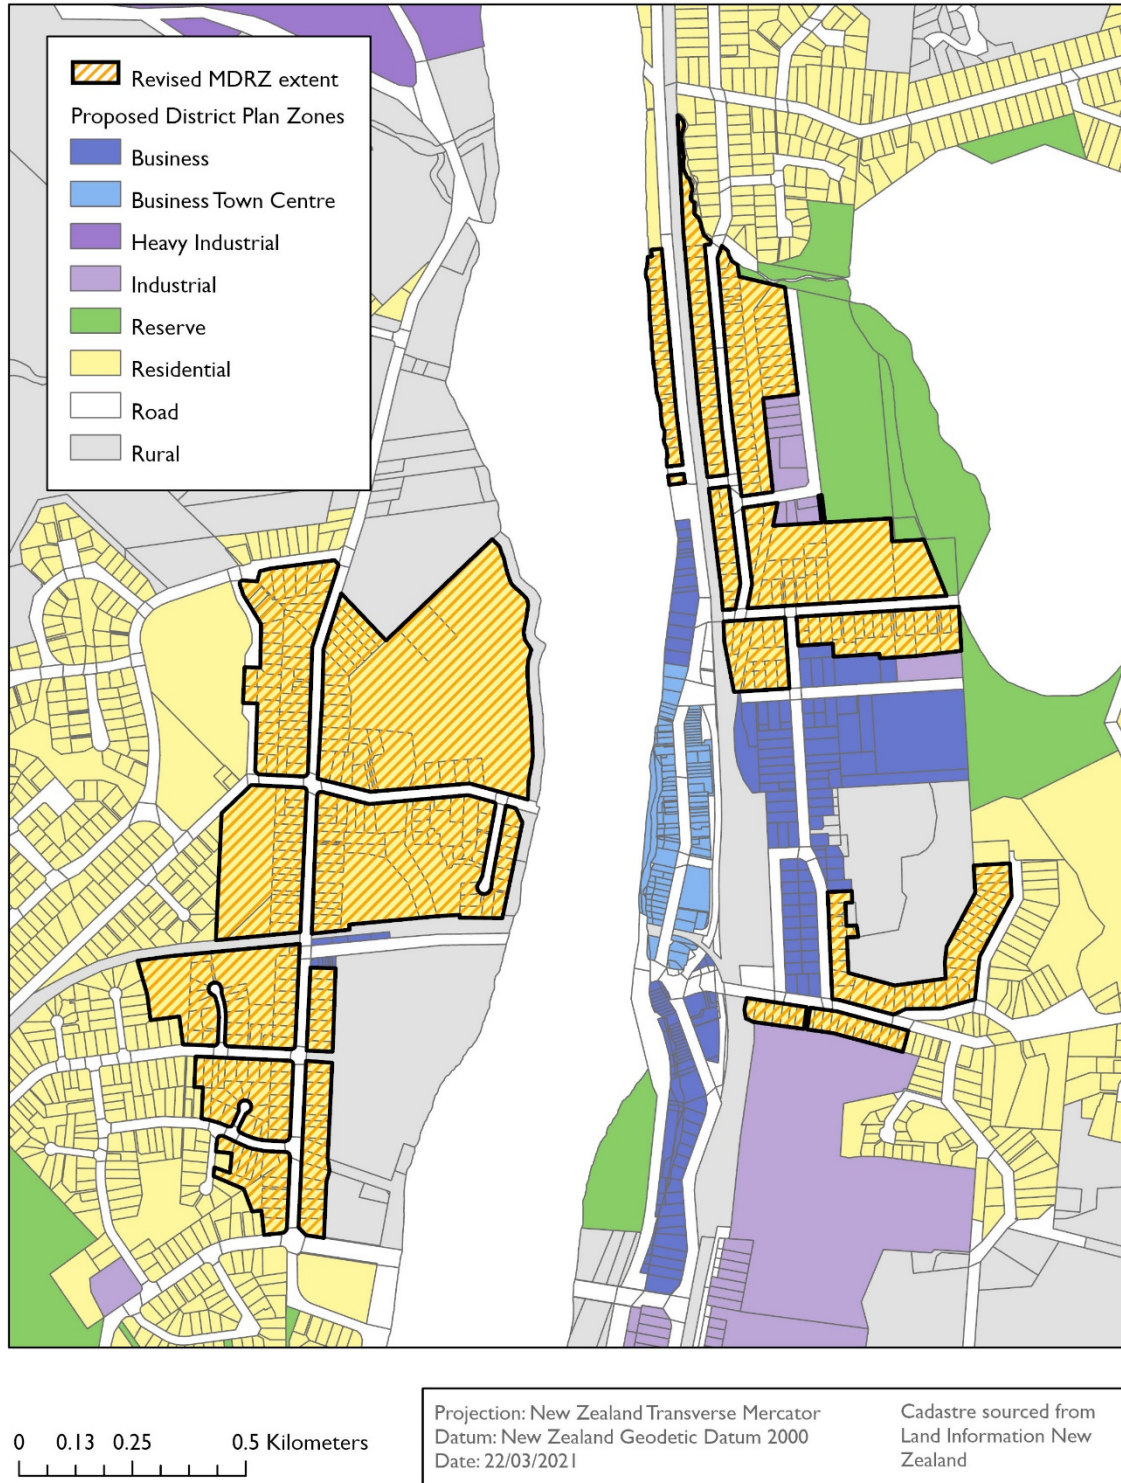 Revised MDRZ extent
Proposed District Plan Zones
Business
Business Town Centre
Heavy Industrial
Industrial
Reserve
Residential
Road
Rural
0 0.13 0.25 0.5 Kilometers
Projection: New Zealand Transverse Mercator
Datum: New Zealand Geodetic Datum 2000
Date: 22/03/2021
Cadastre sourced from
Land Information New
Zealand